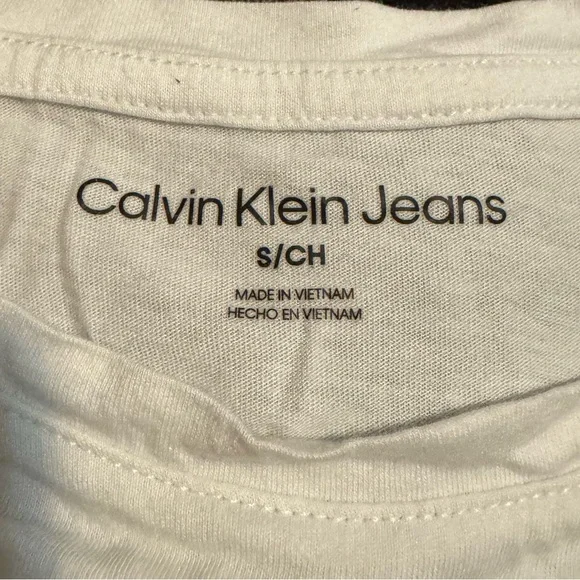 Calvin Klein Jeans
S/CH
MADE IN VIETNAM
HECHO EN VIETNAM